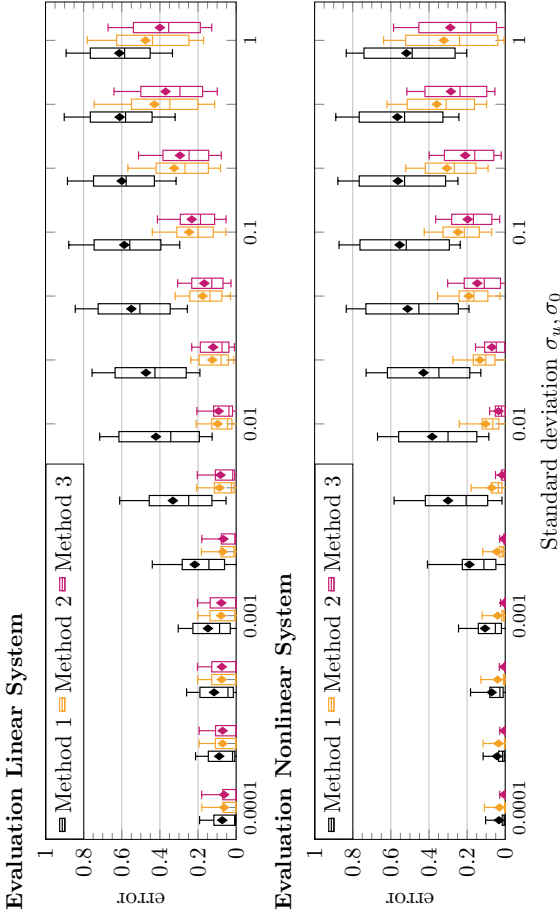 Evaluation Linear System
Method 1 Method 2 Method 3
error
1
0.8
0.6
0.4
0.2
0
0.0001 0.001 0.01 0.1 1
Evaluation Nonlinear System
Method 1 Method 2 Method 3
error
1
0.8
0.6
0.4
0.2
0
0.0001 0.001 0.01 0.1 1
Standard deviation σ_u, σ_0